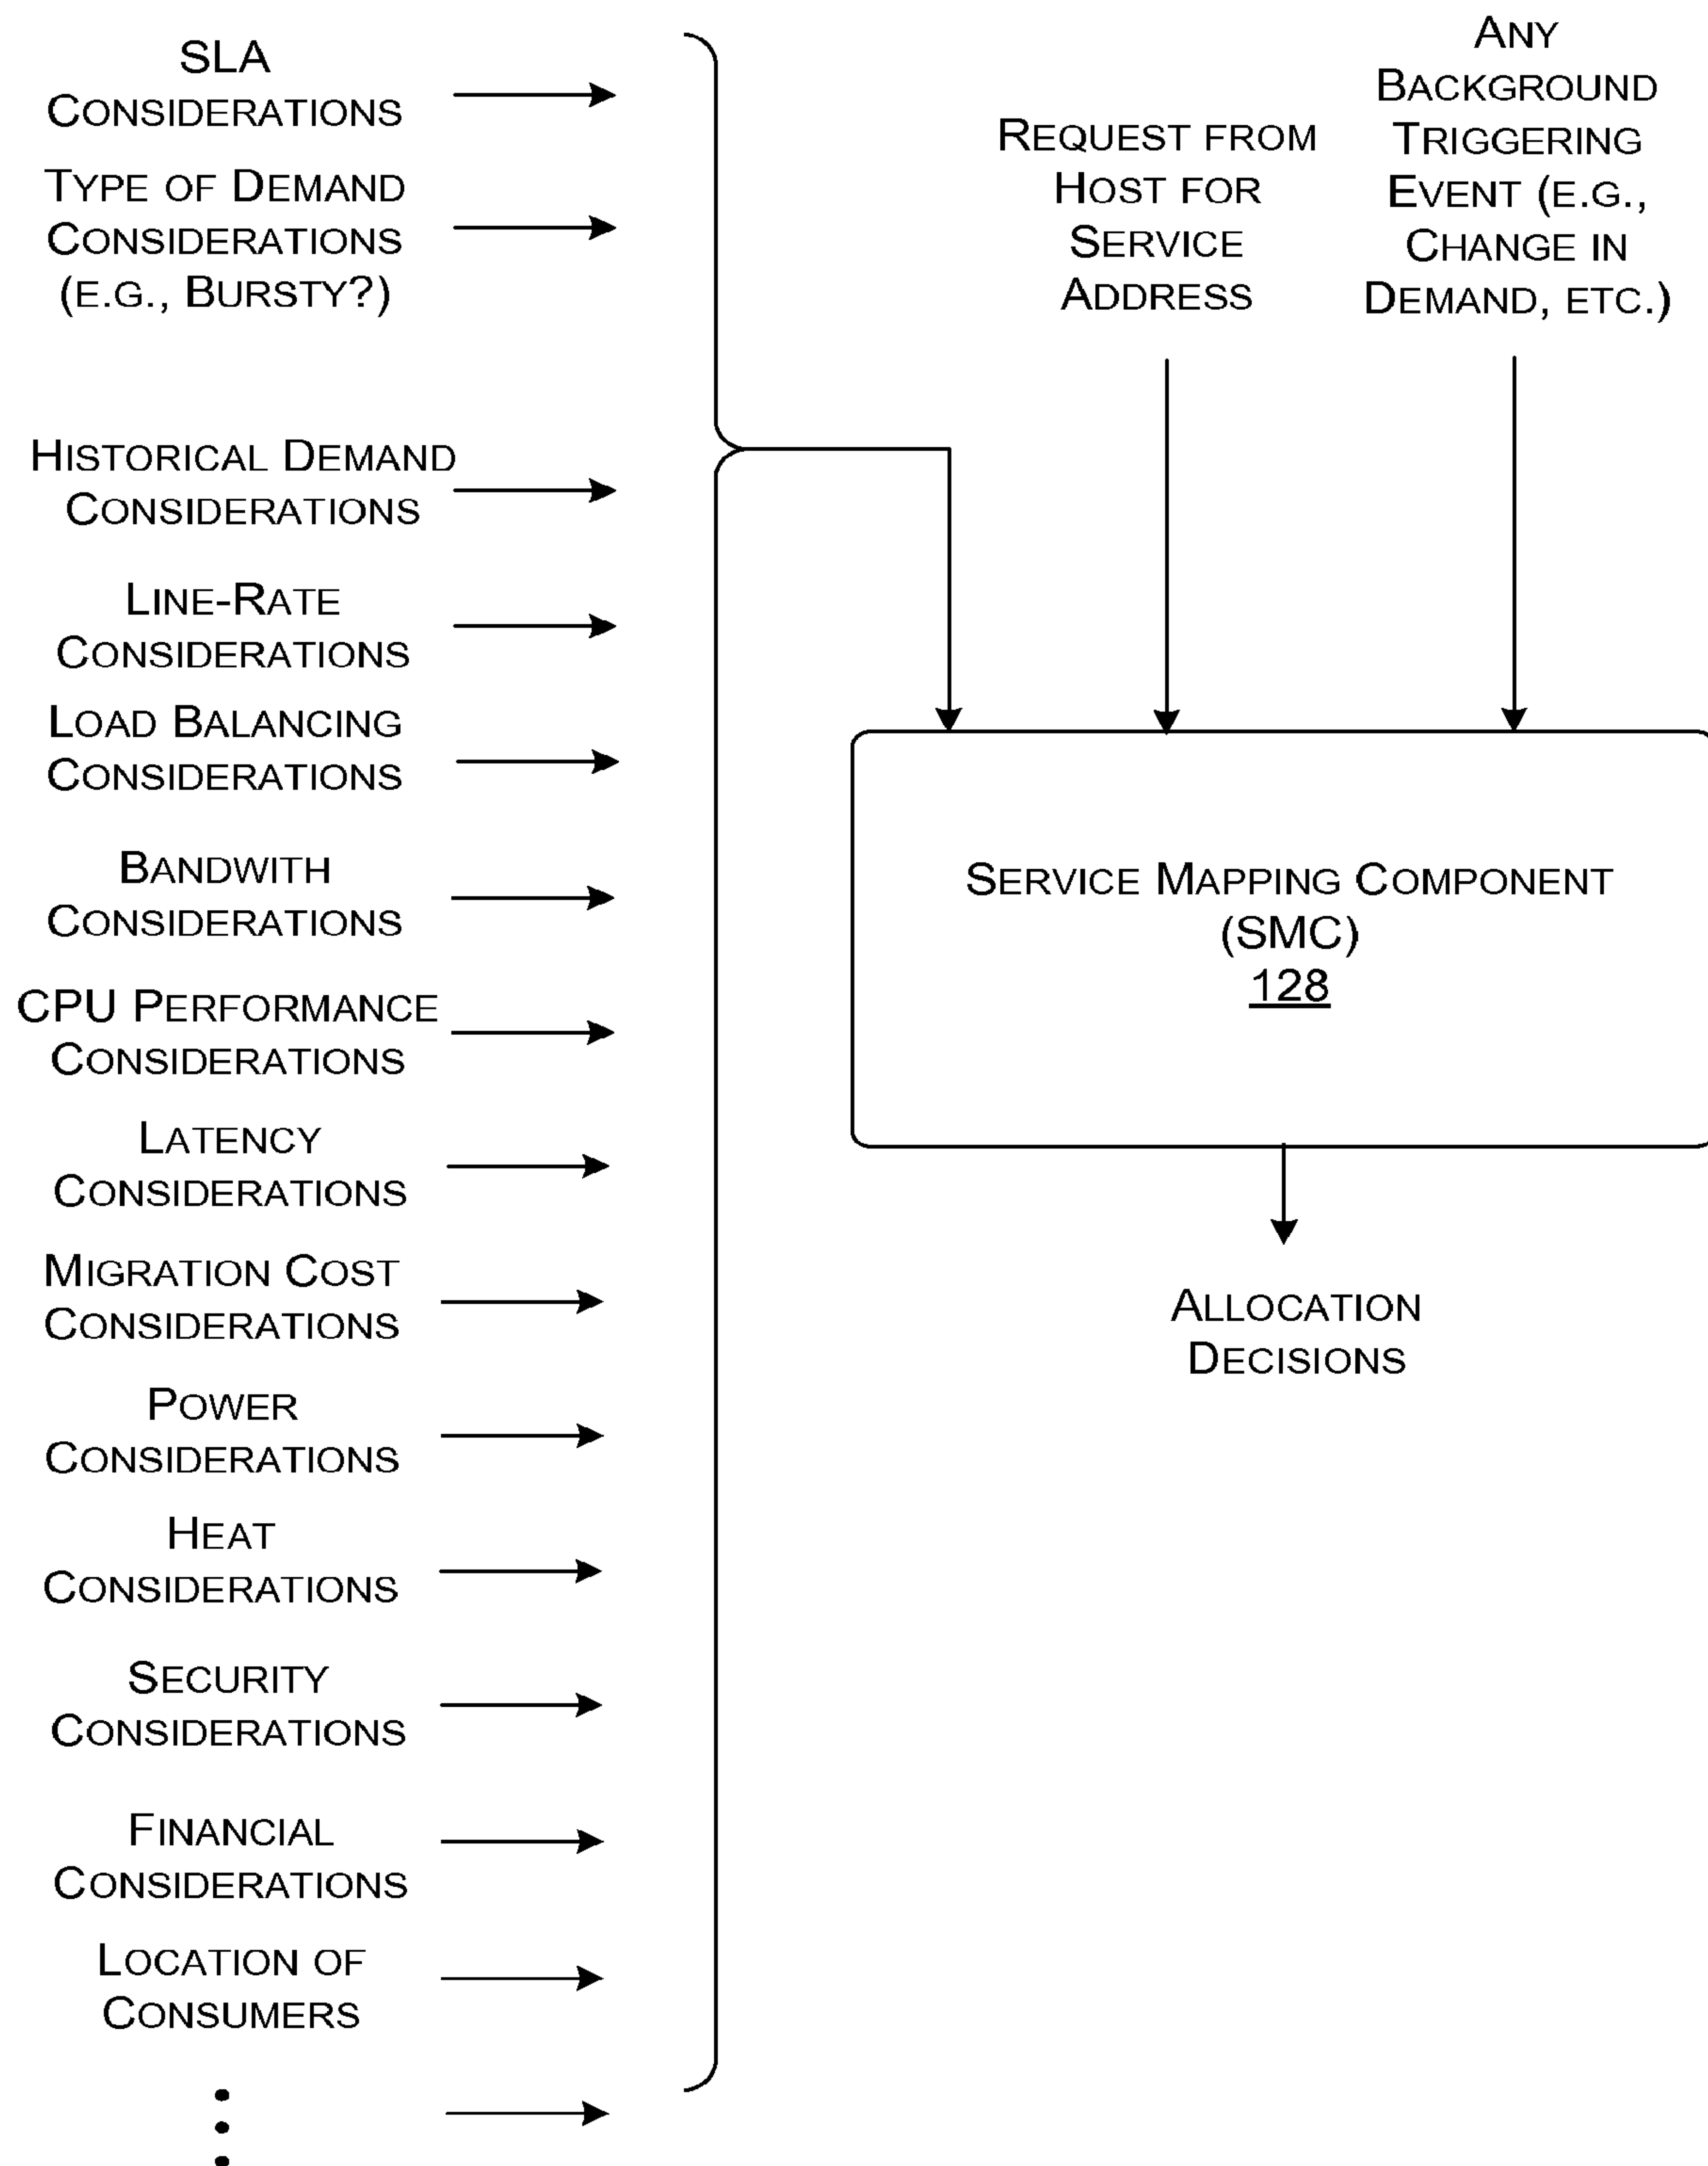 SLA
CONSIDERATIONS
TYPE OF DEMAND
CONSIDERATIONS
(E.G., BURSTY?)
HISTORICAL DEMAND
CONSIDERATIONS
LINE-RATE
CONSIDERATIONS
LOAD BALANCING
CONSIDERATIONS
BANDWITH
CONSIDERATIONS
CPU PERFORMANCE
CONSIDERATIONS
LATENCY
CONSIDERATIONS
MIGRATION COST
CONSIDERATIONS
POWER
CONSIDERATIONS
HEAT
CONSIDERATIONS
SECURITY
CONSIDERATIONS
FINANCIAL
CONSIDERATIONS
LOCATION OF
CONSUMERS
REQUEST FROM
HOST FOR
SERVICE
ADDRESS
ANY
BACKGROUND
TRIGGERING
EVENT (E.G.,
CHANGE IN
DEMAND, ETC.)
SERVICE MAPPING COMPONENT
(SMC)
128
ALLOCATION
DECISIONS